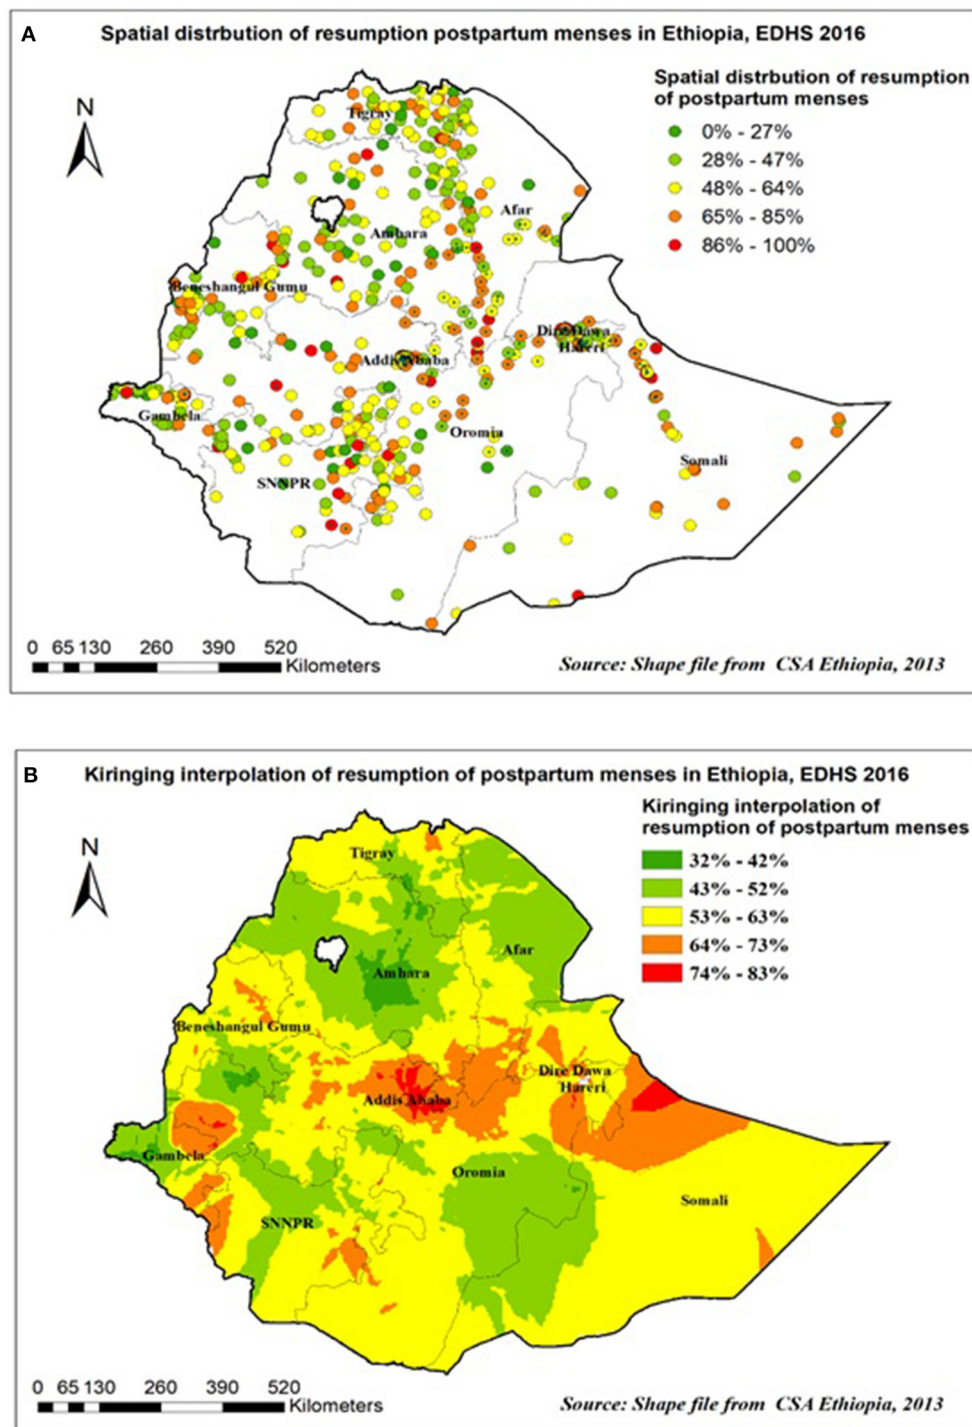 A
Spatial distrbution of resumption postpartum menses in Ethiopia, EDHS 2016
N
Spatial distrbution of resumption
of postpartum menses
0% - 27%
28% - 47%
48% - 64%
65% - 85%
86% - 100%
Tigray
Afar
Amhara
Beneshangul Gumu
Dire Dawa
Hareri
Addis Ababa
Gambela
Oromia
Somali
SNNPR
0 65 130 260 390 520
Kilometers
Source: Shape file from CSA Ethiopia, 2013
B
Kiringing interpolation of resumption of postpartum menses in Ethiopia, EDHS 2016
N
Kiringing interpolation of
resumption of postpartum menses
32% - 42%
43% - 52%
53% - 63%
64% - 73%
74% - 83%
Tigray
Afar
Amhara
Beneshangul Gumu
Dire Dawa
Hareri
Addis Ababa
Gambela
Oromia
Somali
SNNPR
0 65 130 260 390 520
Kilometers
Source: Shape file from CSA Ethiopia, 2013